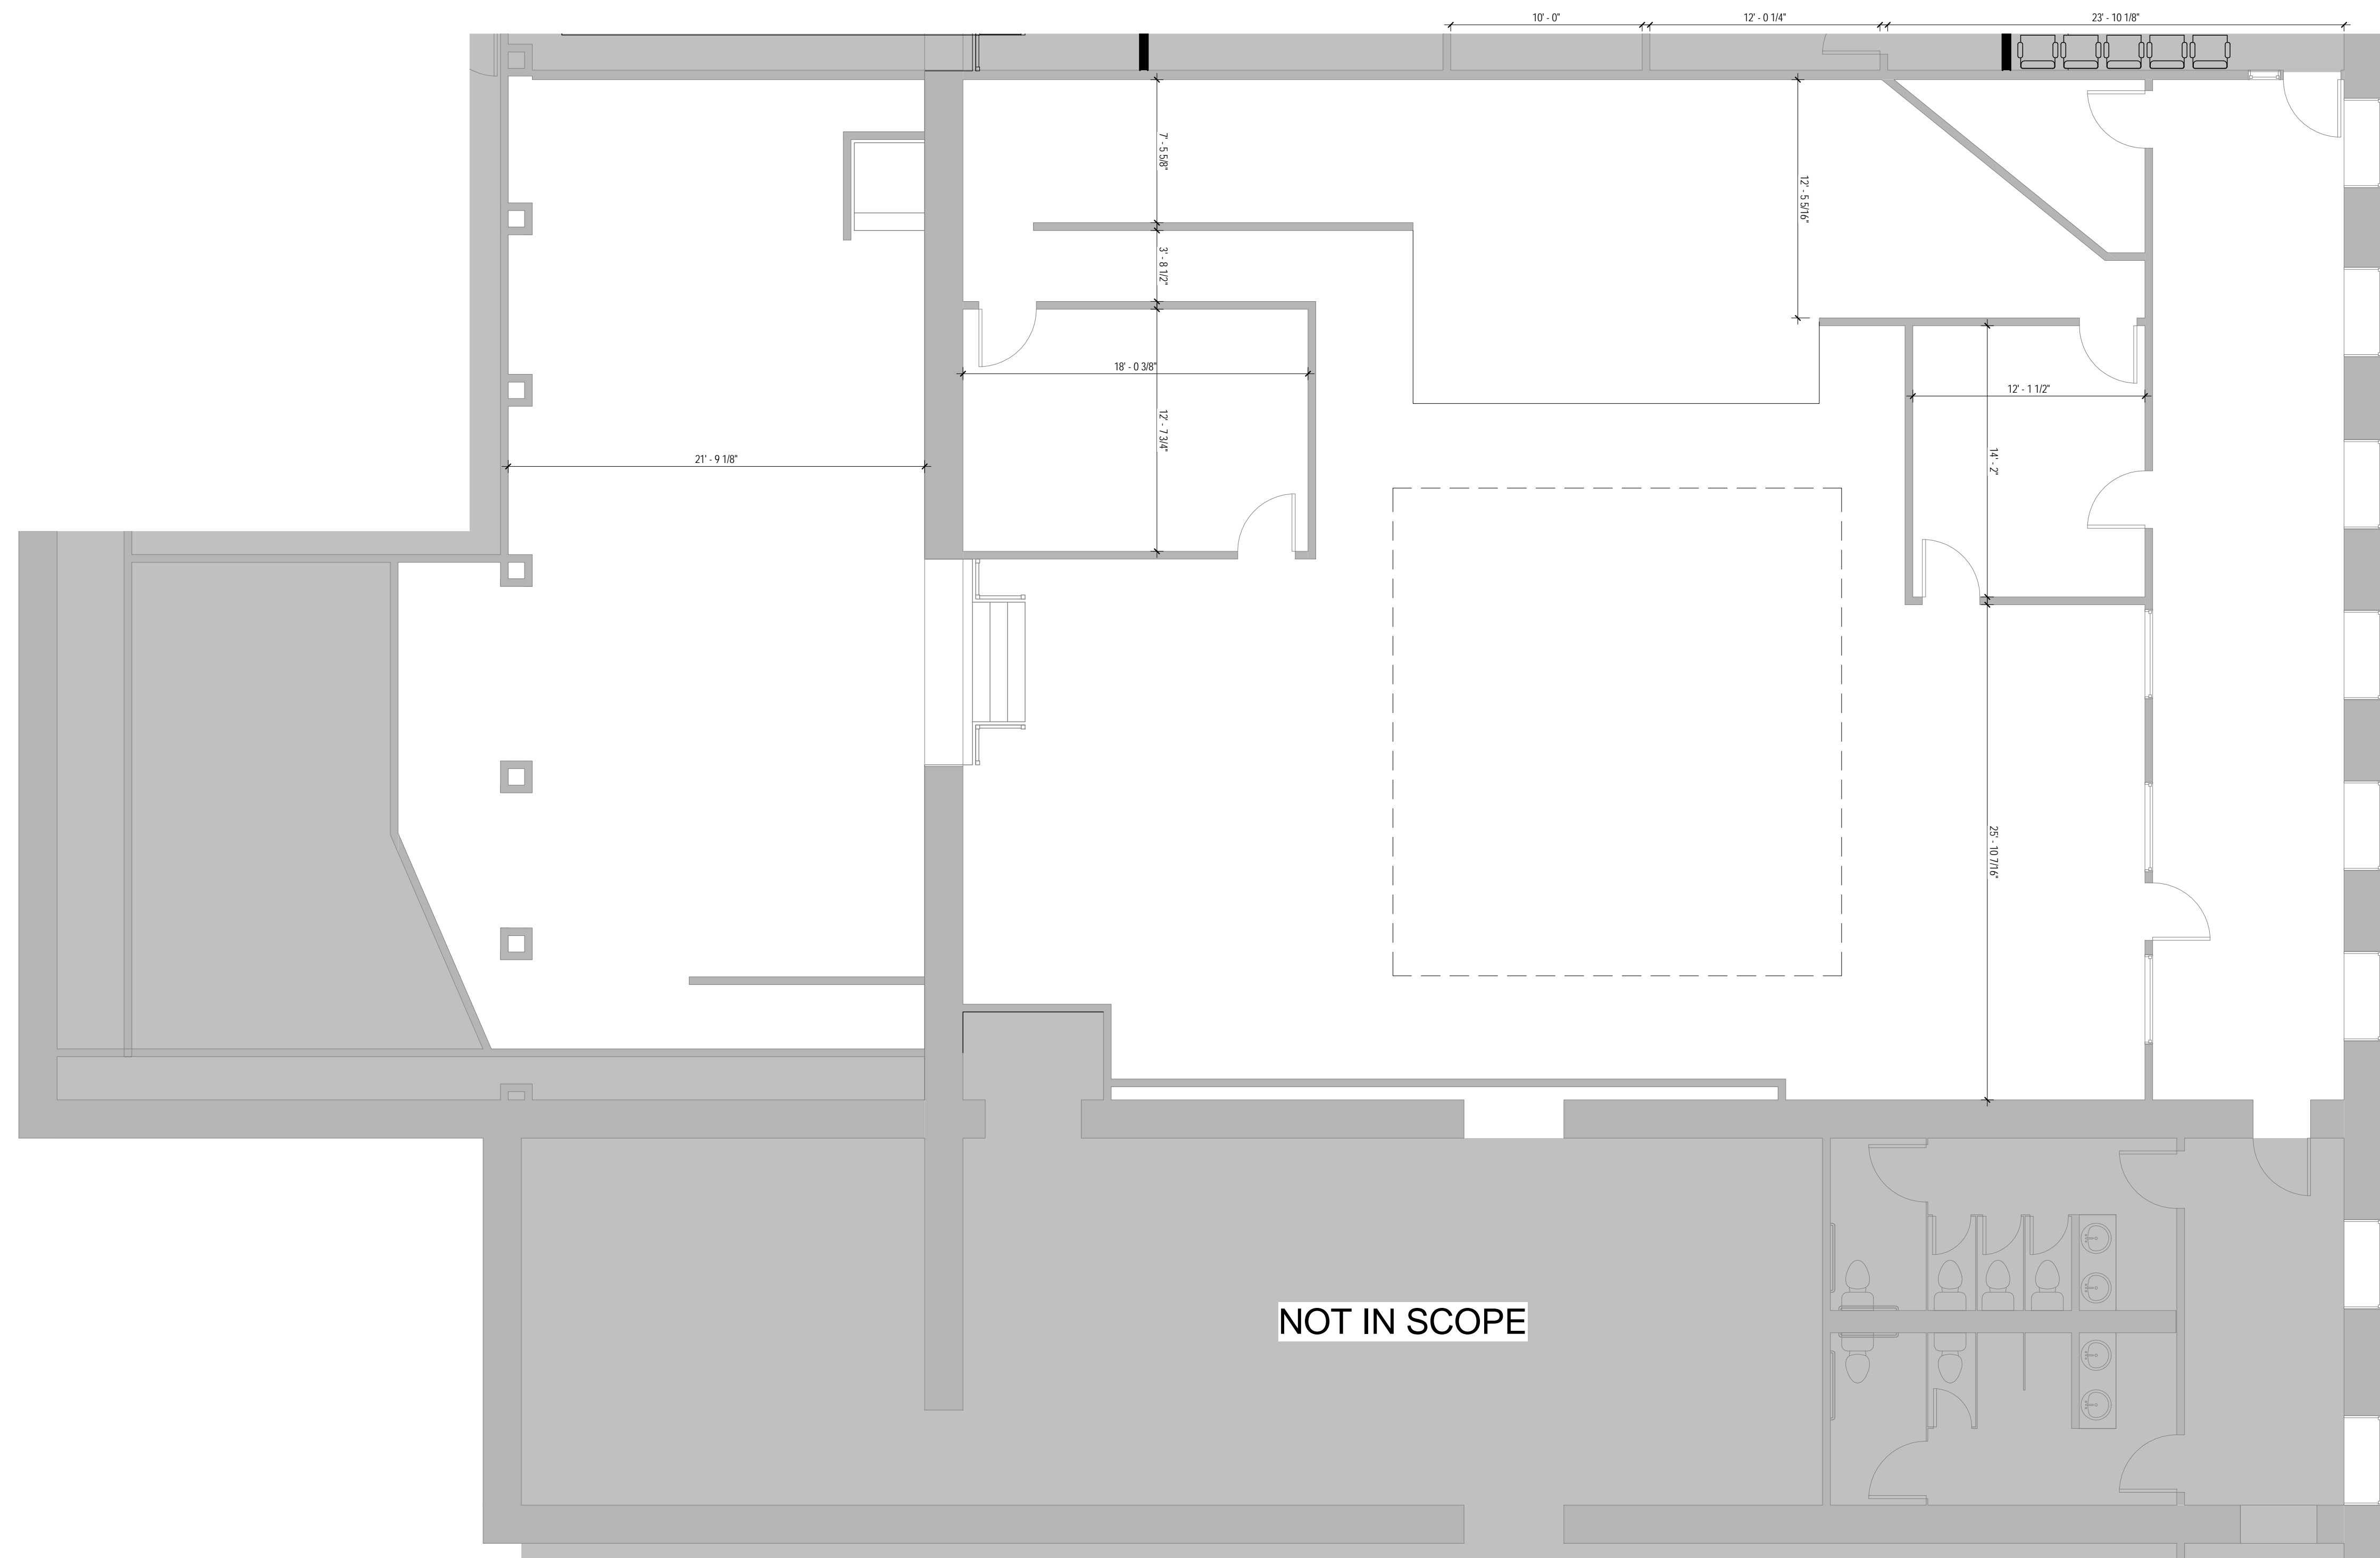 10' - 0"
12' - 0 1/4"
23' - 10 1/8"
7' - 5 5/8"
12' - 5 5/16"
3' - 8 1/2"
18' - 0 3/8"
12' - 1 1/2"
12' - 7 3/4"
21' - 9 1/8"
14' - 2"
25' - 10 7/16"
NOT IN SCOPE